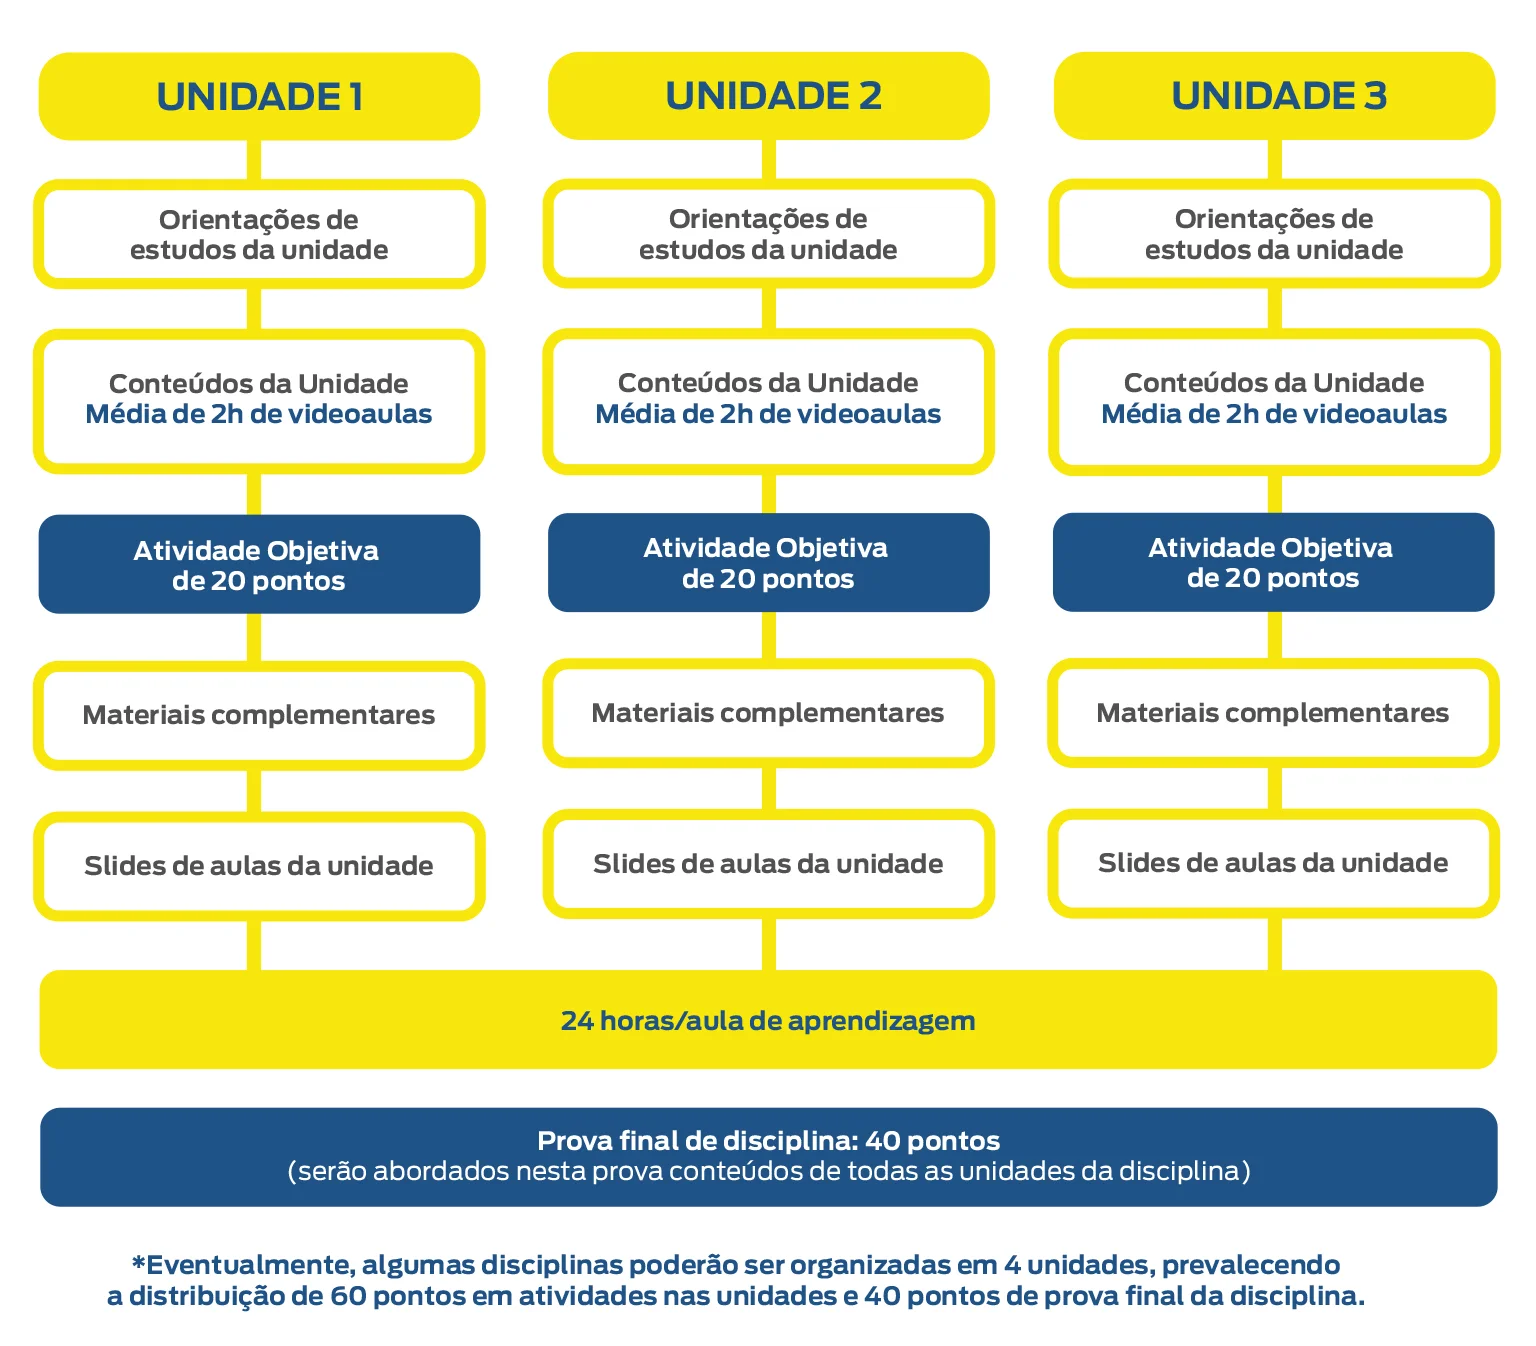 UNIDADE 1
Orientações de
estudos da unidade
Conteúdos da Unidade
Média de 2h de videoaulas
Atividade Objetiva
de 20 pontos
Materiais complementares
Slides de aulas da unidade
UNIDADE 2
Orientações de
estudos da unidade
Conteúdos da Unidade
Média de 2h de videoaulas
Atividade Objetiva
de 20 pontos
Materiais complementares
Slides de aulas da unidade
UNIDADE 3
Orientações de
estudos da unidade
Conteúdos da Unidade
Média de 2h de videoaulas
Atividade Objetiva
de 20 pontos
Materiais complementares
Slides de aulas da unidade
24 horas/aula de aprendizagem
Prova final de disciplina: 40 pontos
(serão abordados nesta prova conteúdos de todas as unidades da disciplina)
*Eventualmente, algumas disciplinas poderão ser organizadas em 4 unidades, prevalecendo
a distribuição de 60 pontos em atividades nas unidades e 40 pontos de prova final da disciplina.